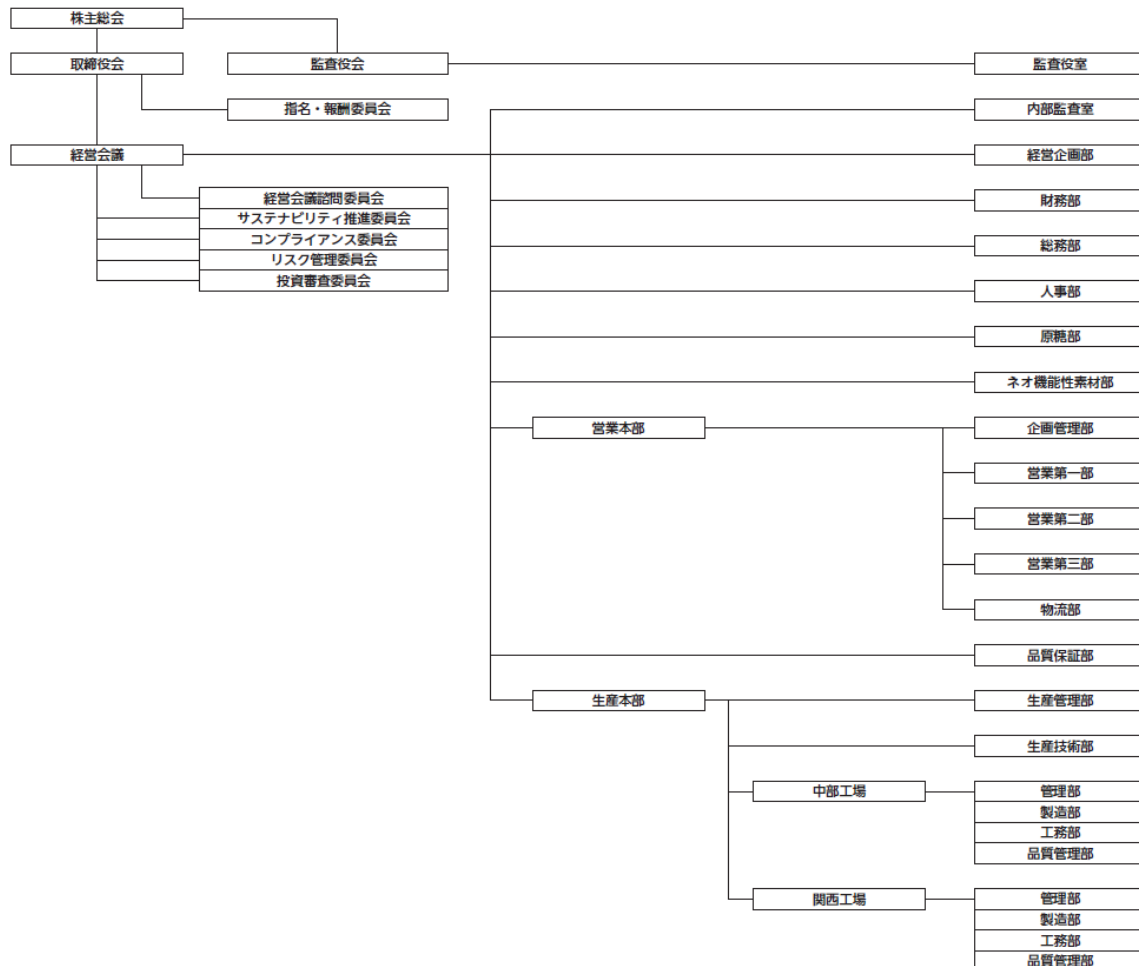 株主総会
取締役会
監査役会
監査役室
指名・報酬委員会
内部監査室
経営会議
経営企画部
経営会議諮問委員会
サステナビリティ推進委員会
コンプライアンス委員会
リスク管理委員会
投資審査委員会
財務部
総務部
人事部
原糖部
ネオ機能性素材部
営業本部
企画管理部
営業第一部
営業第二部
営業第三部
物流部
品質保証部
生産本部
生産管理部
生産技術部
中部工場
管理部
製造部
工務部
品質管理部
関西工場
管理部
製造部
工務部
品質管理部